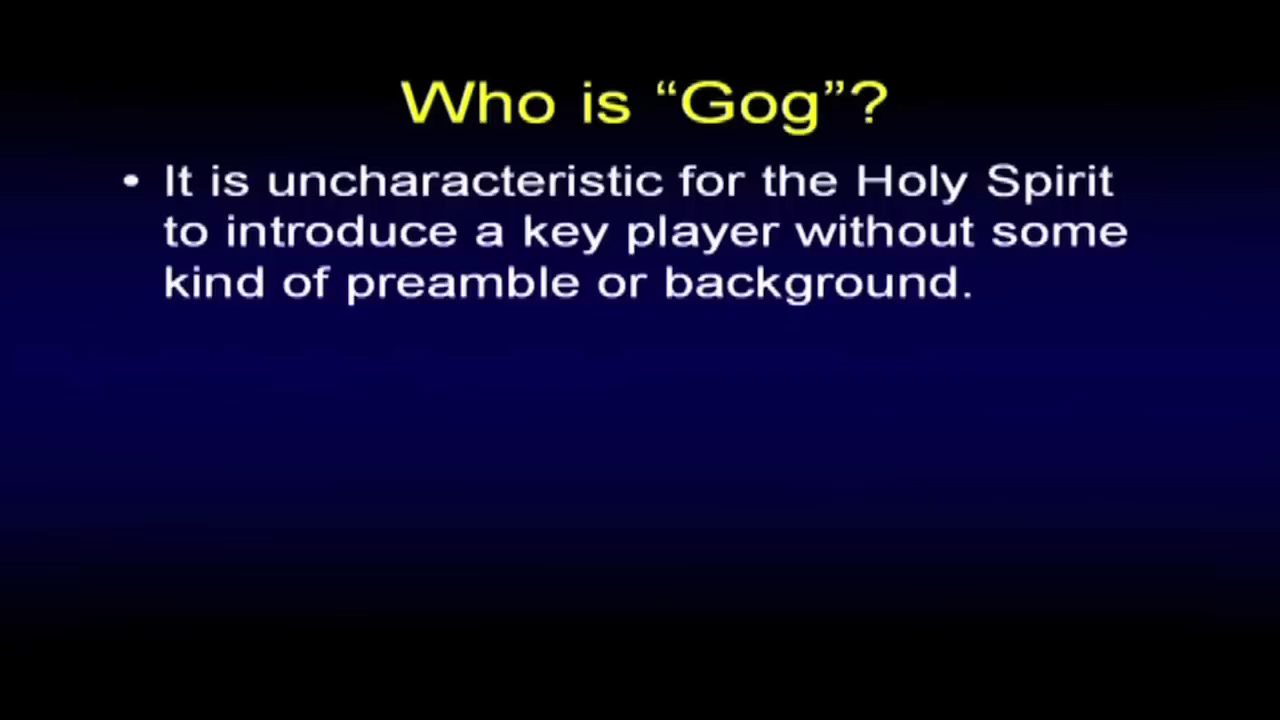 Who is “Gog”?
• It is uncharacteristic for the Holy Spirit
to introduce a key player without some
kind of preamble or background.